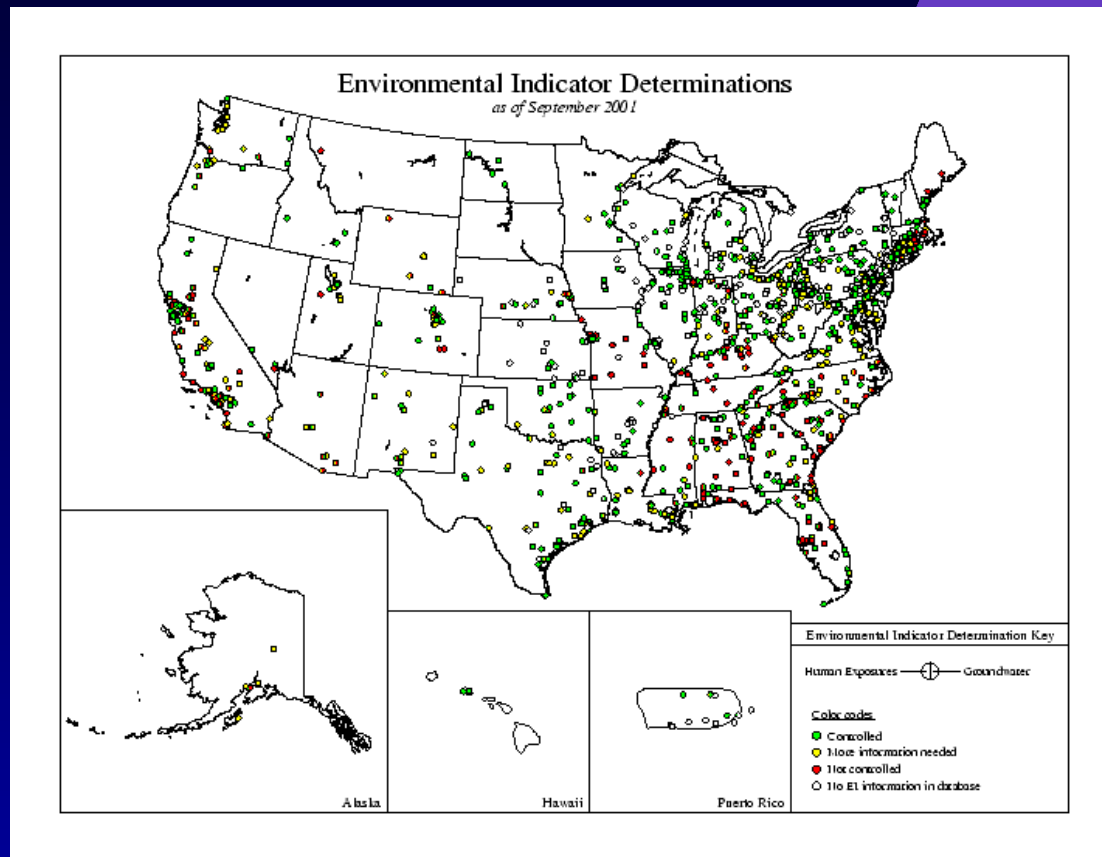 Environmental Indicator Determinations
as of September 2001
Alaska
Hawaii
Puerto Rico
Environmental Indicator Determination Key
Human Exposures
Groundwater
Color codes
Controlled
More information needed
Not controlled
No EI information in database